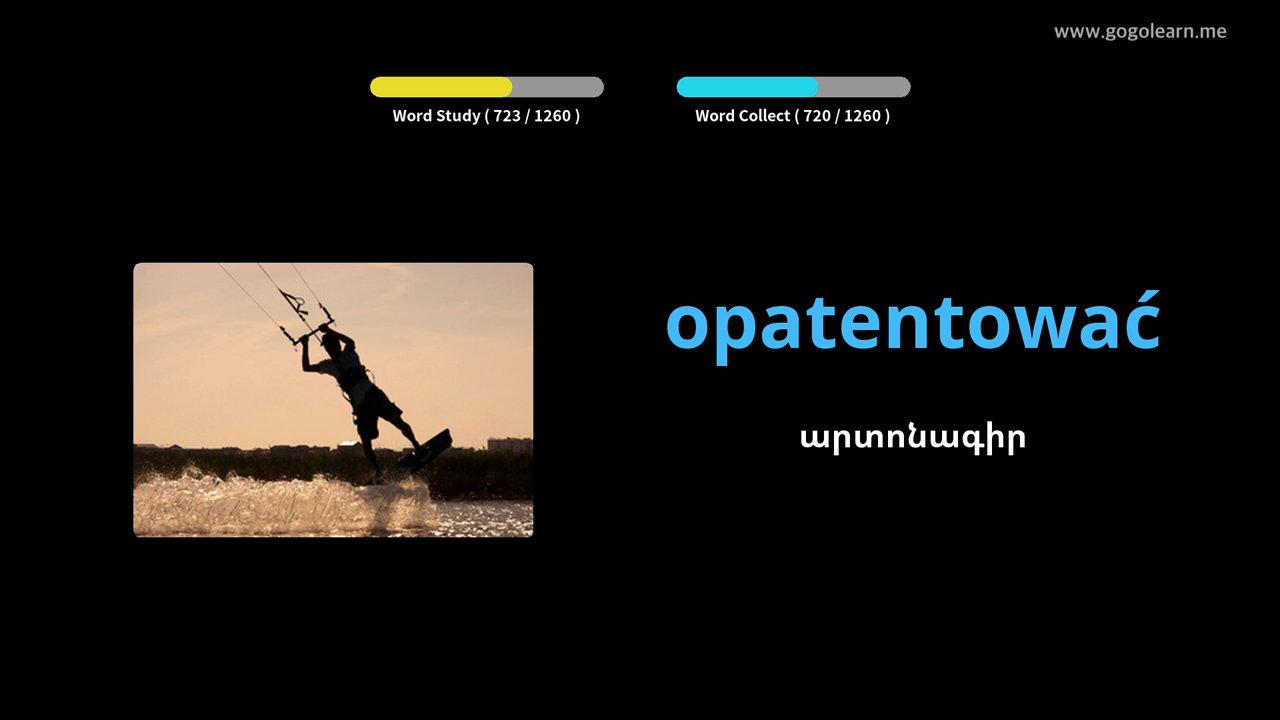 www.gogolearn.me
Word Study ( 723 / 1260 )
Word Collect ( 720 / 1260 )
opatentować
արտոնագիր